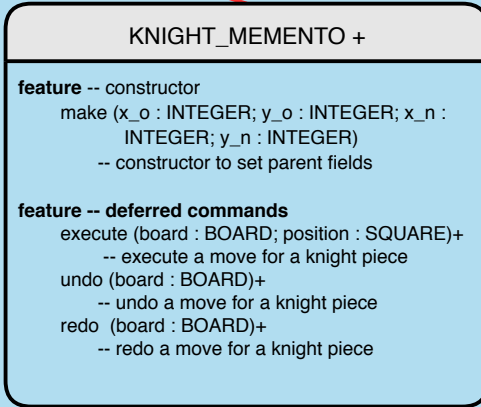 KNIGHT_MEMENTO +
feature -- constructor
make (x_o : INTEGER; y_o : INTEGER; x_n :
INTEGER; y_n : INTEGER)
-- constructor to set parent fields
feature -- deferred commands
execute (board : BOARD; position : SQUARE)+
-- execute a move for a knight piece
undo (board : BOARD)+
-- undo a move for a knight piece
redo (board : BOARD)+
-- redo a move for a knight piece